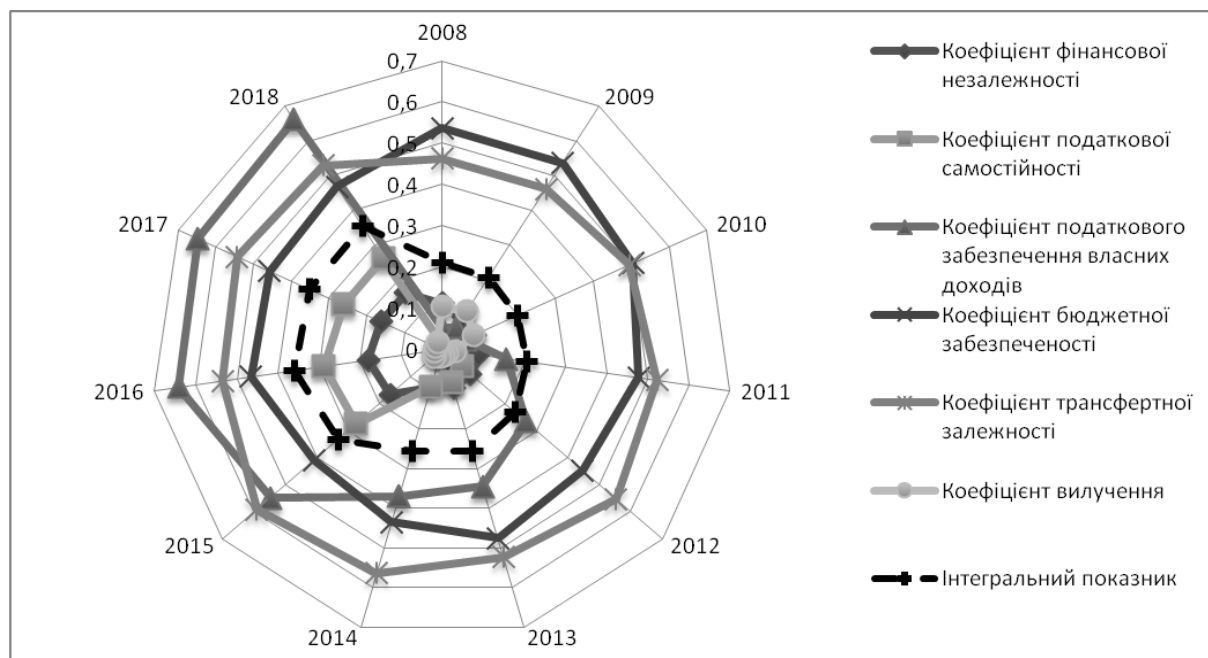 2008
0,7
0,6
0,5
0,4
0,3
0,2
0,1
0
2009
2010
2011
2012
2013
2014
2015
2016
2017
2018
Коефіцієнт фінансової
незалежності
Коефіцієнт податкової
самостійності
Коефіцієнт податкового
забезпечення власних
доходів
Коефіцієнт бюджетної
забезпеченості
Коефіцієнт трансфертної
залежності
Коефіцієнт вилучення
Інтегральний показник